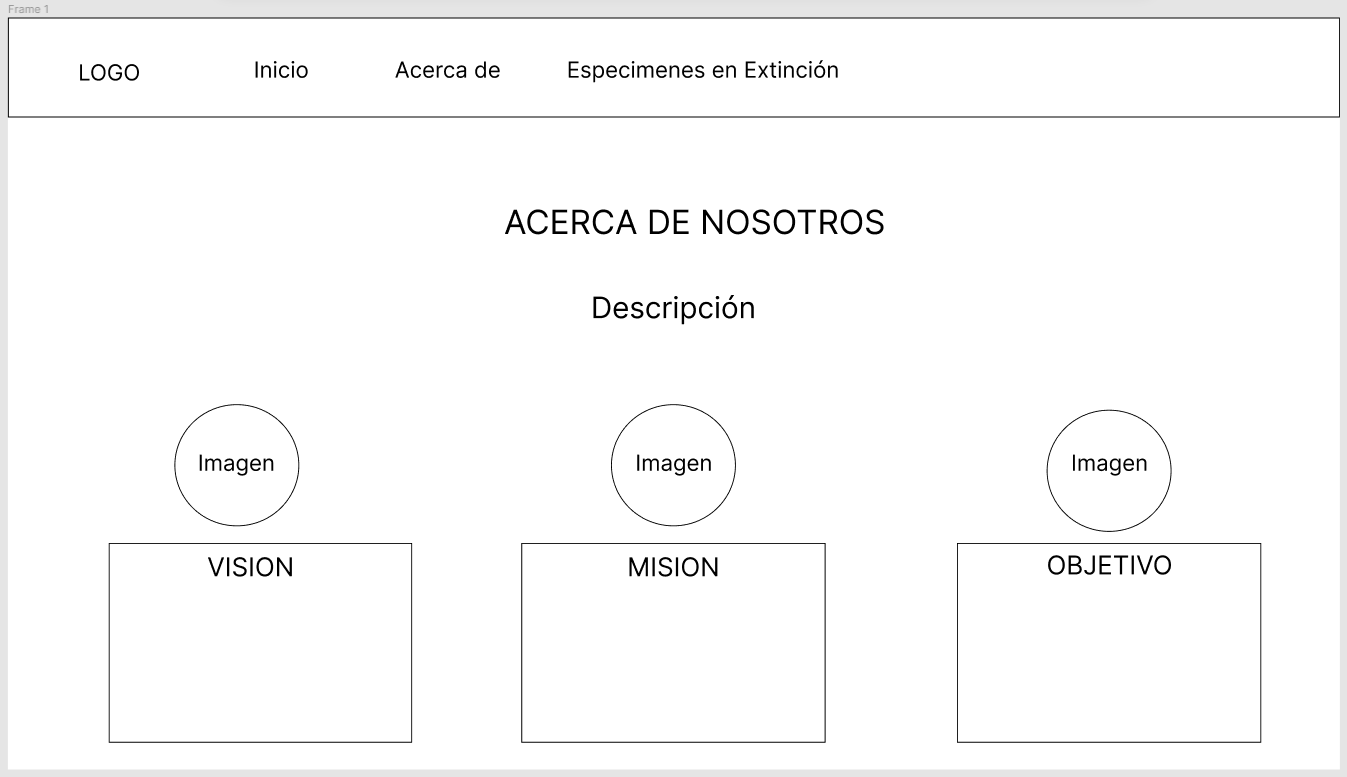 Frame 1
LOGO Inicio Acerca de Especimenes en Extinción
ACERCA DE NOSOTROS
Descripción
Imagen Imagen Imagen
VISION MISION OBJETIVO